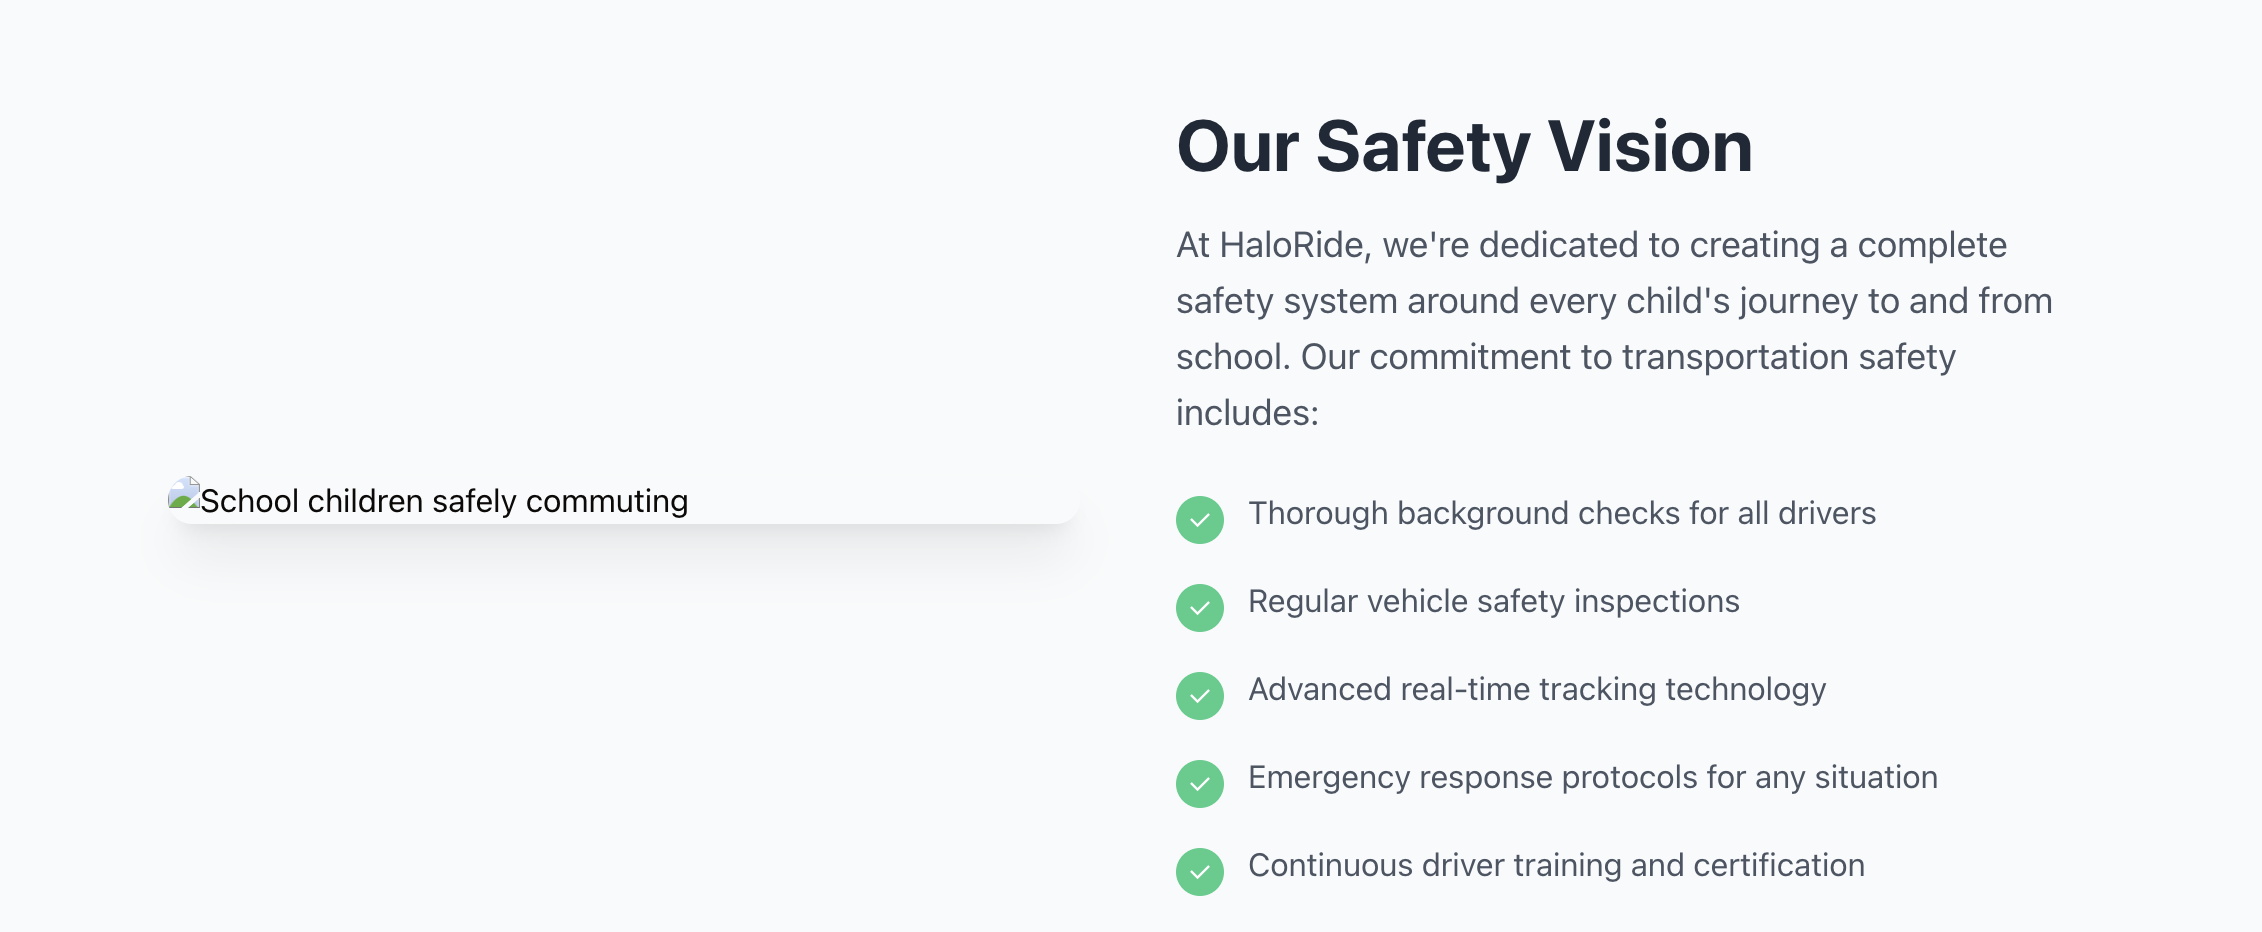 Our Safety Vision
At HaloRide, we're dedicated to creating a complete
safety system around every child's journey to and from
school. Our commitment to transportation safety
includes:
School children safely commuting
Thorough background checks for all drivers
Regular vehicle safety inspections
Advanced real-time tracking technology
Emergency response protocols for any situation
Continuous driver training and certification